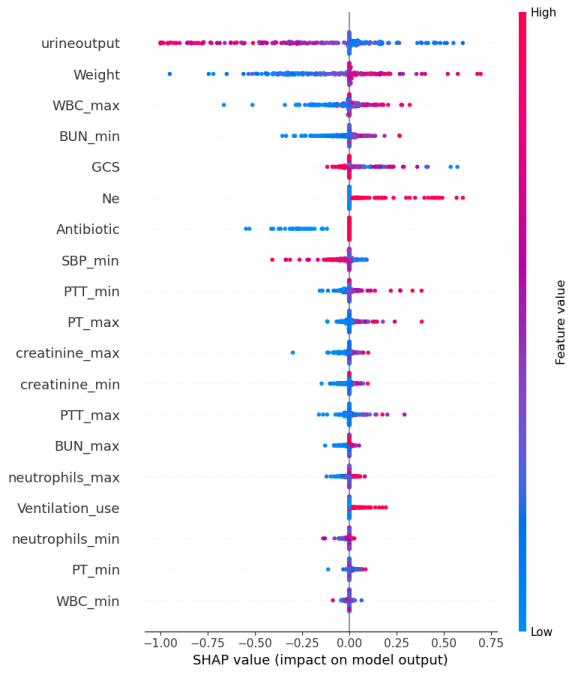 High
urineoutput
Weight
WBC_max
BUN_min
GCS
Ne
Antibiotic
SBP_min
PTT_min
PT_max
creatinine_max
creatinine_min
PTT_max
BUN_max
neutrophils_max
Ventilation_use
neutrophils_min
PT_min
WBC_min
Feature value
Low
−1.00 −0.75 −0.50 −0.25 0.00 0.25 0.50 0.75
SHAP value (impact on model output)